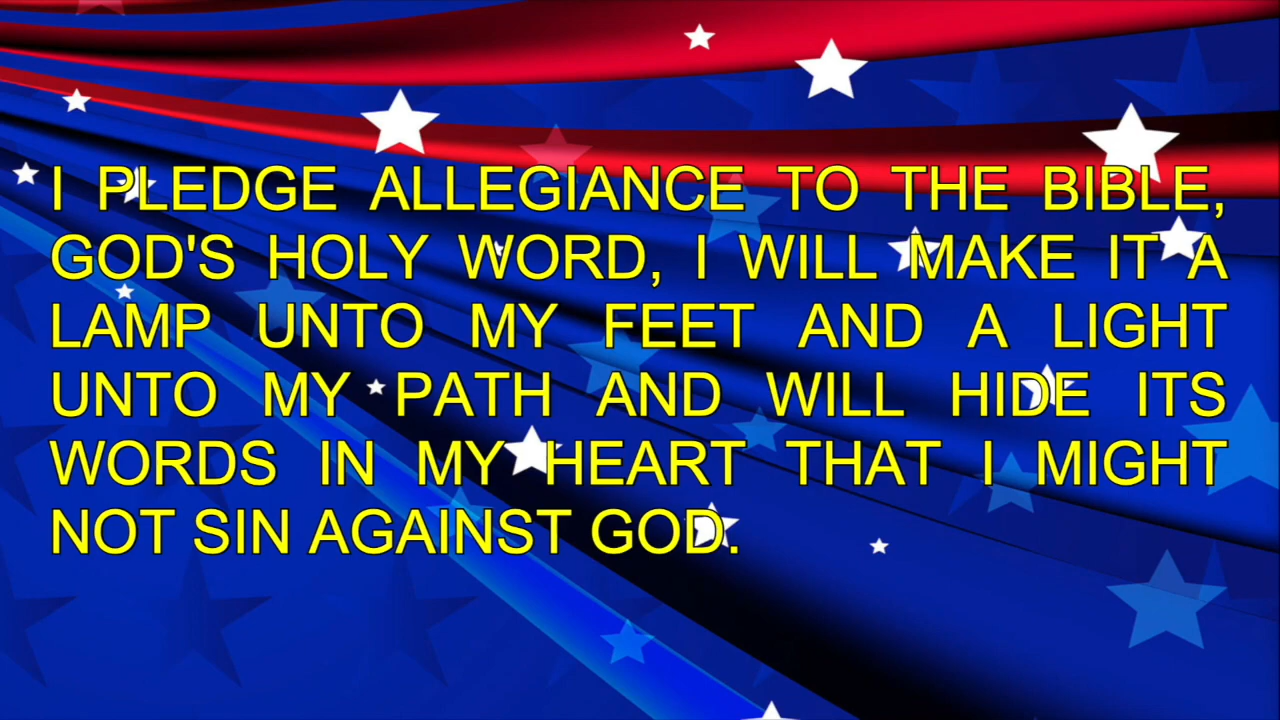 I PLEDGE ALLEGIANCE TO THE BIBLE,
GOD'S HOLY WORD, I WILL MAKE IT A
LAMP UNTO MY FEET AND A LIGHT
UNTO MY PATH AND WILL HIDE ITS
WORDS IN MY HEART THAT I MIGHT
NOT SIN AGAINST GOD.